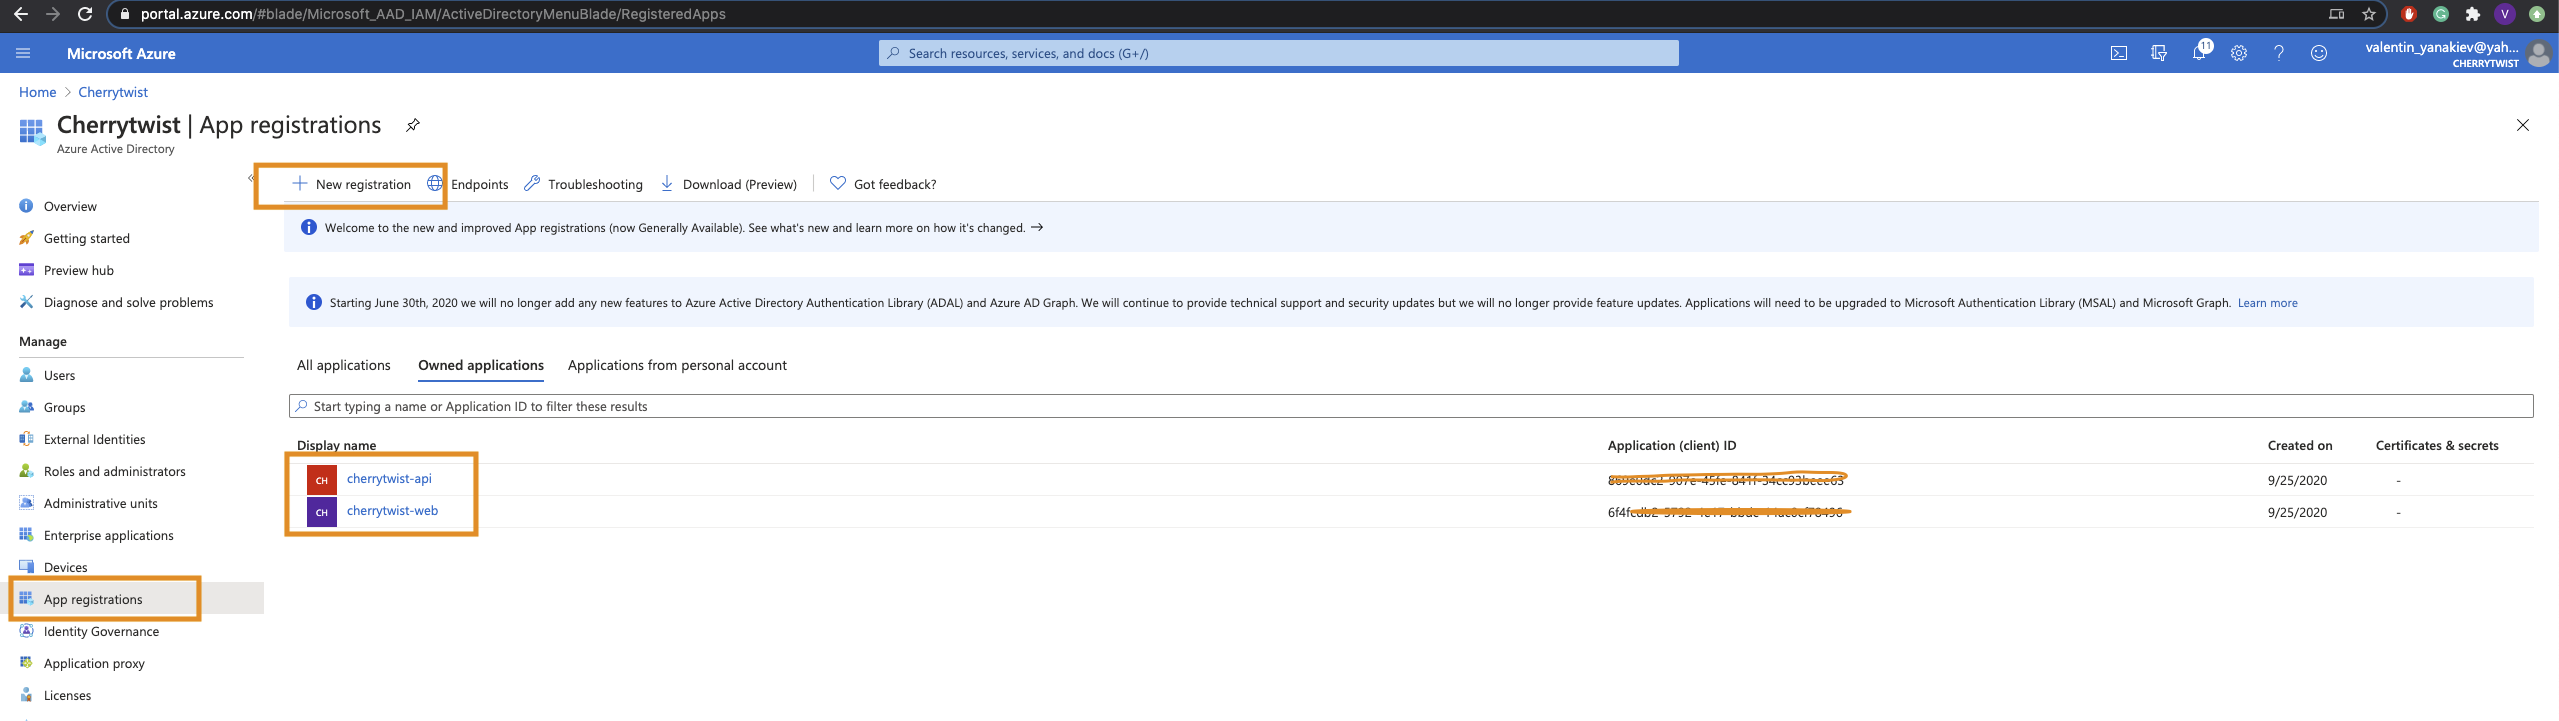 portal.azure.com/#blade/Microsoft_AAD_IAM/ActiveDirectoryMenuBlade/RegisteredApps
V
Microsoft Azure
Search resources, services, and docs (G+/)
11
valentin_yanakiev@yah...
CHERRYTWIST
Home > Cherrytwist
Cherrytwist | App registrations
Azure Active Directory
« New registration Endpoints Troubleshooting Download (Preview) Got feedback?
Welcome to the new and improved App registrations (now Generally Available). See what's new and learn more on how it's changed. →
Starting June 30th, 2020 we will no longer add any new features to Azure Active Directory Authentication Library (ADAL) and Azure AD Graph. We will continue to provide technical support and security updates but we will no longer provide feature updates. Applications will need to be upgraded to Microsoft Authentication Library (MSAL) and Microsoft Graph. Learn more
Overview
Getting started
Preview hub
Diagnose and solve problems
Manage
Users
Groups
External Identities
Roles and administrators
Administrative units
Enterprise applications
Devices
App registrations
Identity Governance
Application proxy
Licenses
All applications Owned applications Applications from personal account
Start typing a name or Application ID to filter these results
Display name Application (client) ID Created on Certificates & secrets
CH cherrytwist-api 9/25/2020 -
CH cherrytwist-web 9/25/2020 -